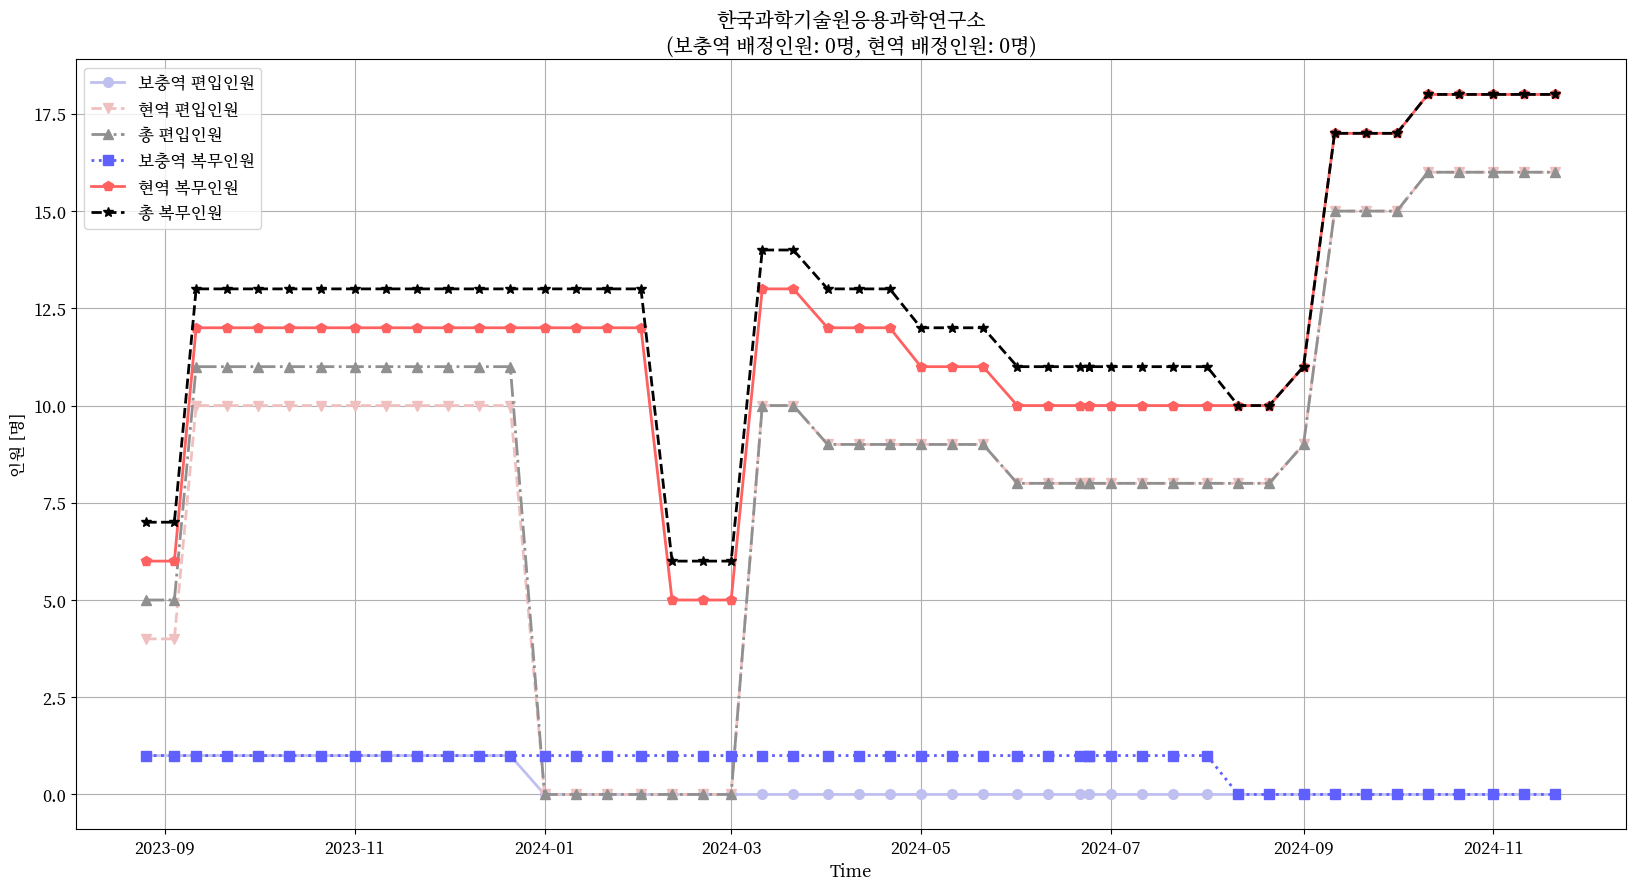 한국과학기술원응용과학연구소
(보충역 배정인원: 0명, 현역 배정인원: 0명)
보충역 편입인원
현역 편입인원
총 편입인원
보충역 복무인원
현역 복무인원
총 복무인원
17.5
15.0
12.5
10.0
7.5
5.0
2.5
0.0
인원 [명]
2023-09 2023-11 2024-01 2024-03 2024-05 2024-07 2024-09 2024-11
Time